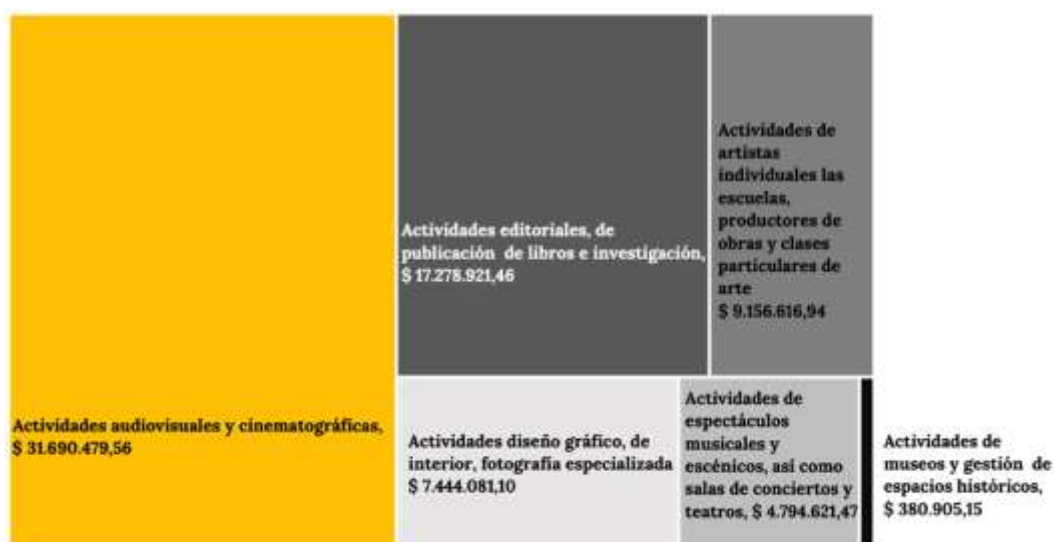 Actividades audiovisuales y cinematográficas,
$ 31.690.479,56
Actividades editoriales, de
publicación de libros e investigación,
$ 17.278.921,46
Actividades de
artistas
individuales las
escuelas,
productores de
obras y clases
particulares de
arte
$ 9.156.616,94
Actividades diseño gráfico, de
interior, fotografía especializada
$ 7.444.081,10
Actividades de
espectáculos
musicales y
escénicos, así como
salas de conciertos y
teatros, $ 4.794.621,47
Actividades de
museos y gestión de
espacios históricos,
$ 380.905,15